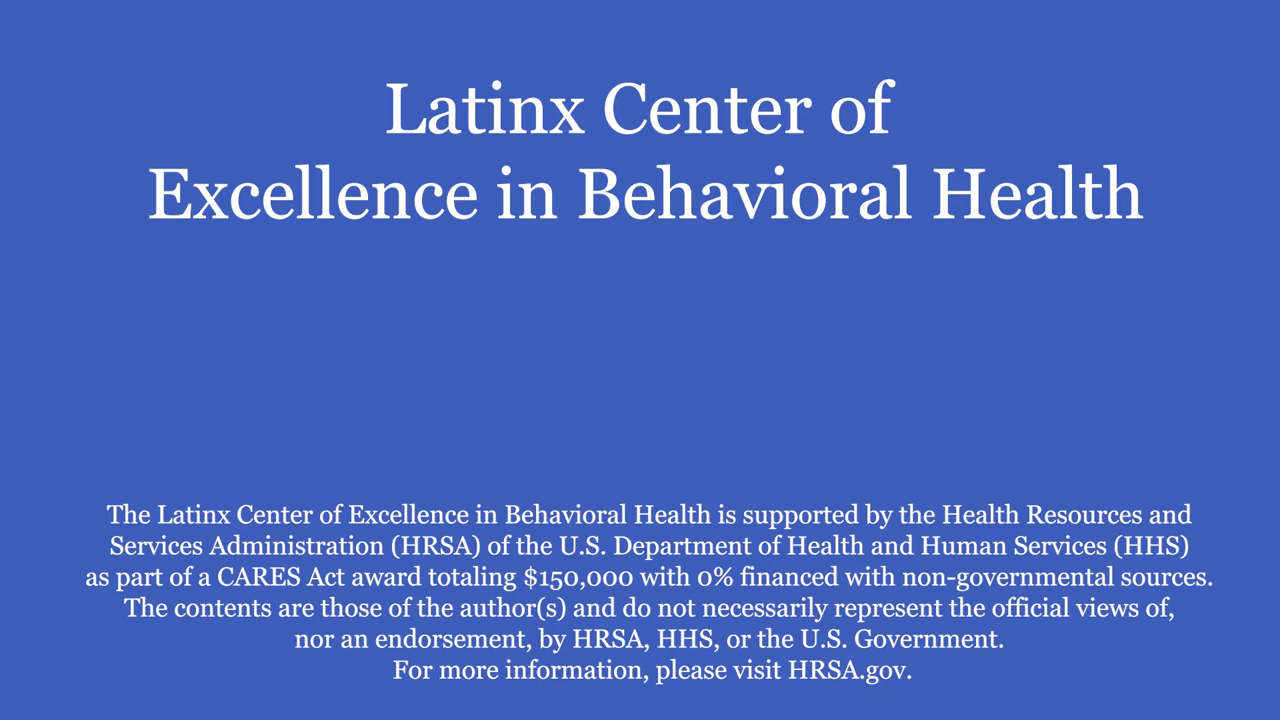 Latinx Center of
Excellence in Behavioral Health
The Latinx Center of Excellence in Behavioral Health is supported by the Health Resources and
Services Administration (HRSA) of the U.S. Department of Health and Human Services (HHS)
as part of a CARES Act award totaling $150,000 with 0% financed with non-governmental sources.
The contents are those of the author(s) and do not necessarily represent the official views of,
nor an endorsement, by HRSA, HHS, or the U.S. Government.
For more information, please visit HRSA.gov.